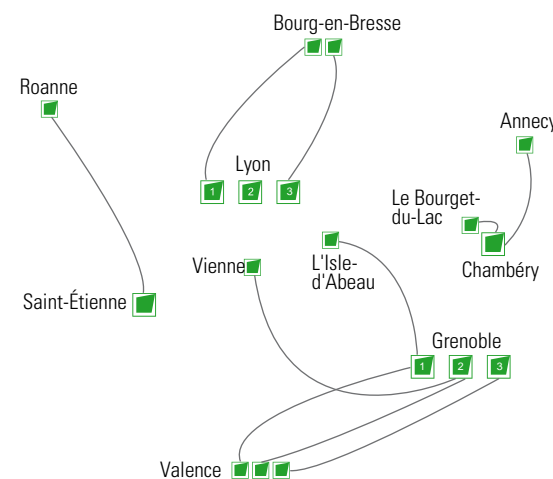 Bourg-en-Bresse
Roanne
Annecy
Lyon
1 2 3
Le Bourget-
du-Lac
Vienne
L'Isle-
d'Abeau
Chambéry
Saint-Étienne
Grenoble
1 2 3
Valence